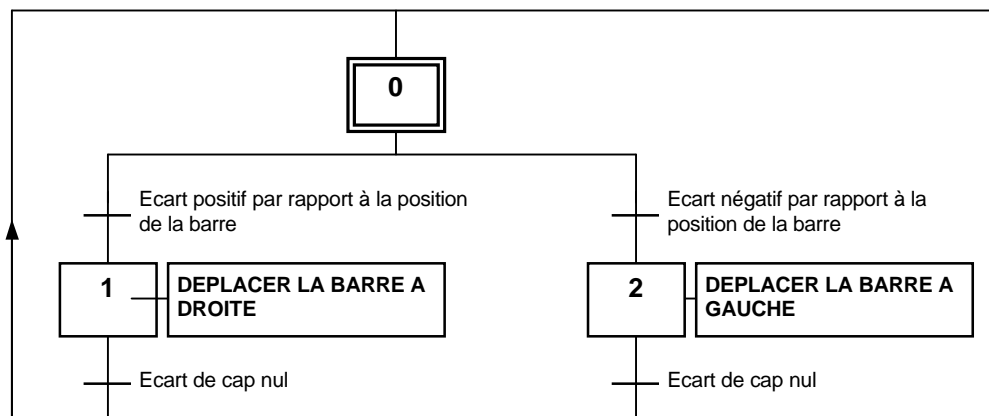 0
Ecart positif par rapport à la position
de la barre
Ecart négatif par rapport à la
position de la barre
1
DEPLACER LA BARRE A
DROITE
2
DEPLACER LA BARRE A
GAUCHE
Ecart de cap nul
Ecart de cap nul